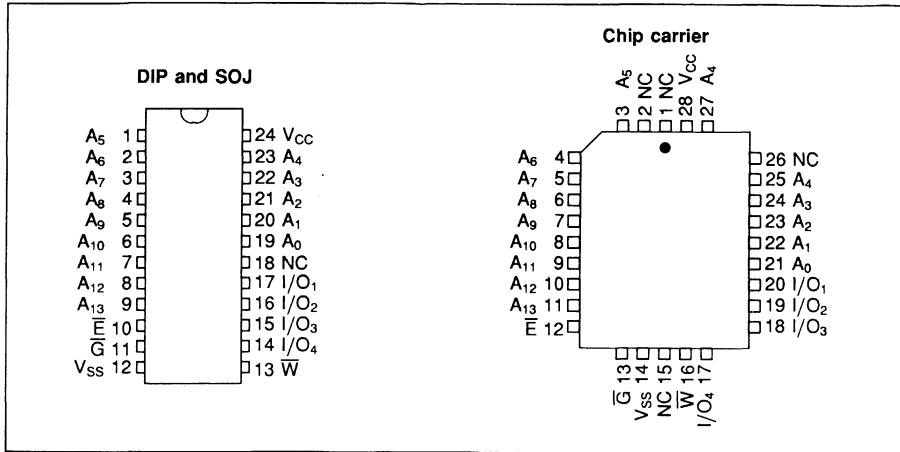 Chip carrier
DIP and SOJ
A₅ 1
A₆ 2
A₇ 3
A₈ 4
A₉ 5
A₁₀ 6
A₁₁ 7
A₁₂ 8
A₁₃ 9
E̅ 10
G̅ 11
VSS 12
24 VCC
23 A₄
22 A₃
21 A₂
20 A₁
19 A₀
18 NC
17 I/O₁
16 I/O₂
15 I/O₃
14 I/O₄
13 W̅
3 A₅
2 NC
1 NC
28 VCC
27 A₄
A₆ 4
A₇ 5
A₈ 6
A₉ 7
A₁₀ 8
A₁₁ 9
A₁₂ 10
A₁₃ 11
E̅ 12
26 NC
25 A₄
24 A₃
23 A₂
22 A₁
21 A₀
20 I/O₁
19 I/O₂
18 I/O₃
G̅ 13
VSS 14
NC 15
W̅ 16
I/O₄ 17